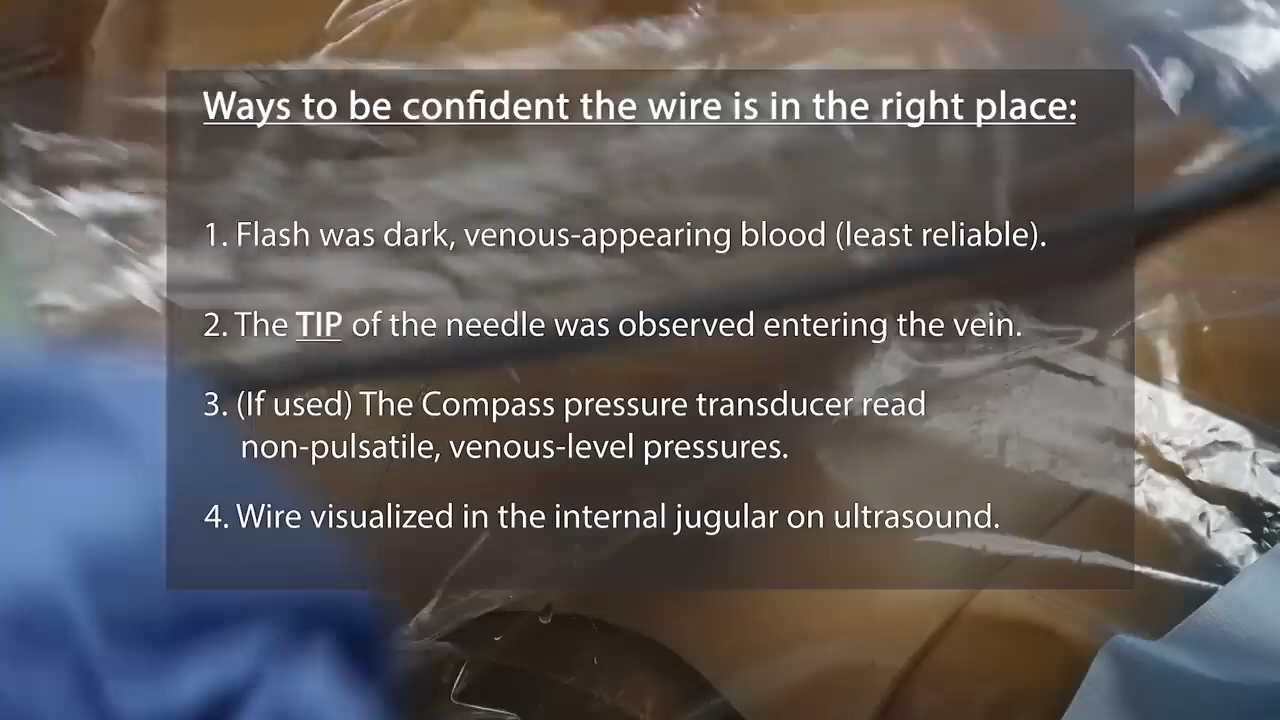 Ways to be confident the wire is in the right place:
1. Flash was dark, venous-appearing blood (least reliable).
2. The TIP of the needle was observed entering the vein.
3. (If used) The Compass pressure transducer read
non-pulsatile, venous-level pressures.
4. Wire visualized in the internal jugular on ultrasound.